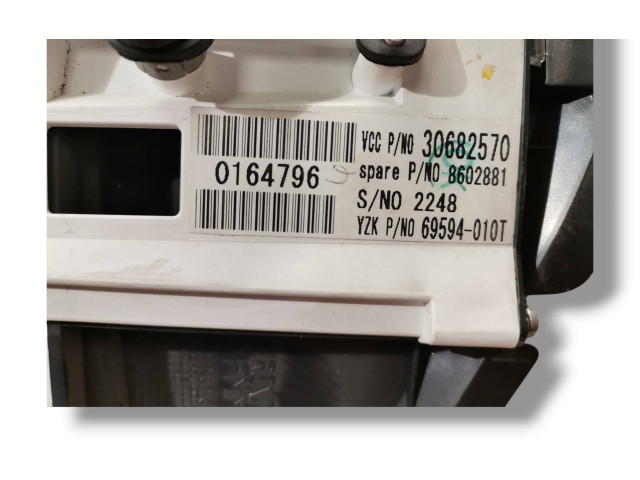 VCC P/NO 30682570
0164796
spare P/NO 8602881
S/NO 2248
YZK P/NO 69594-010T